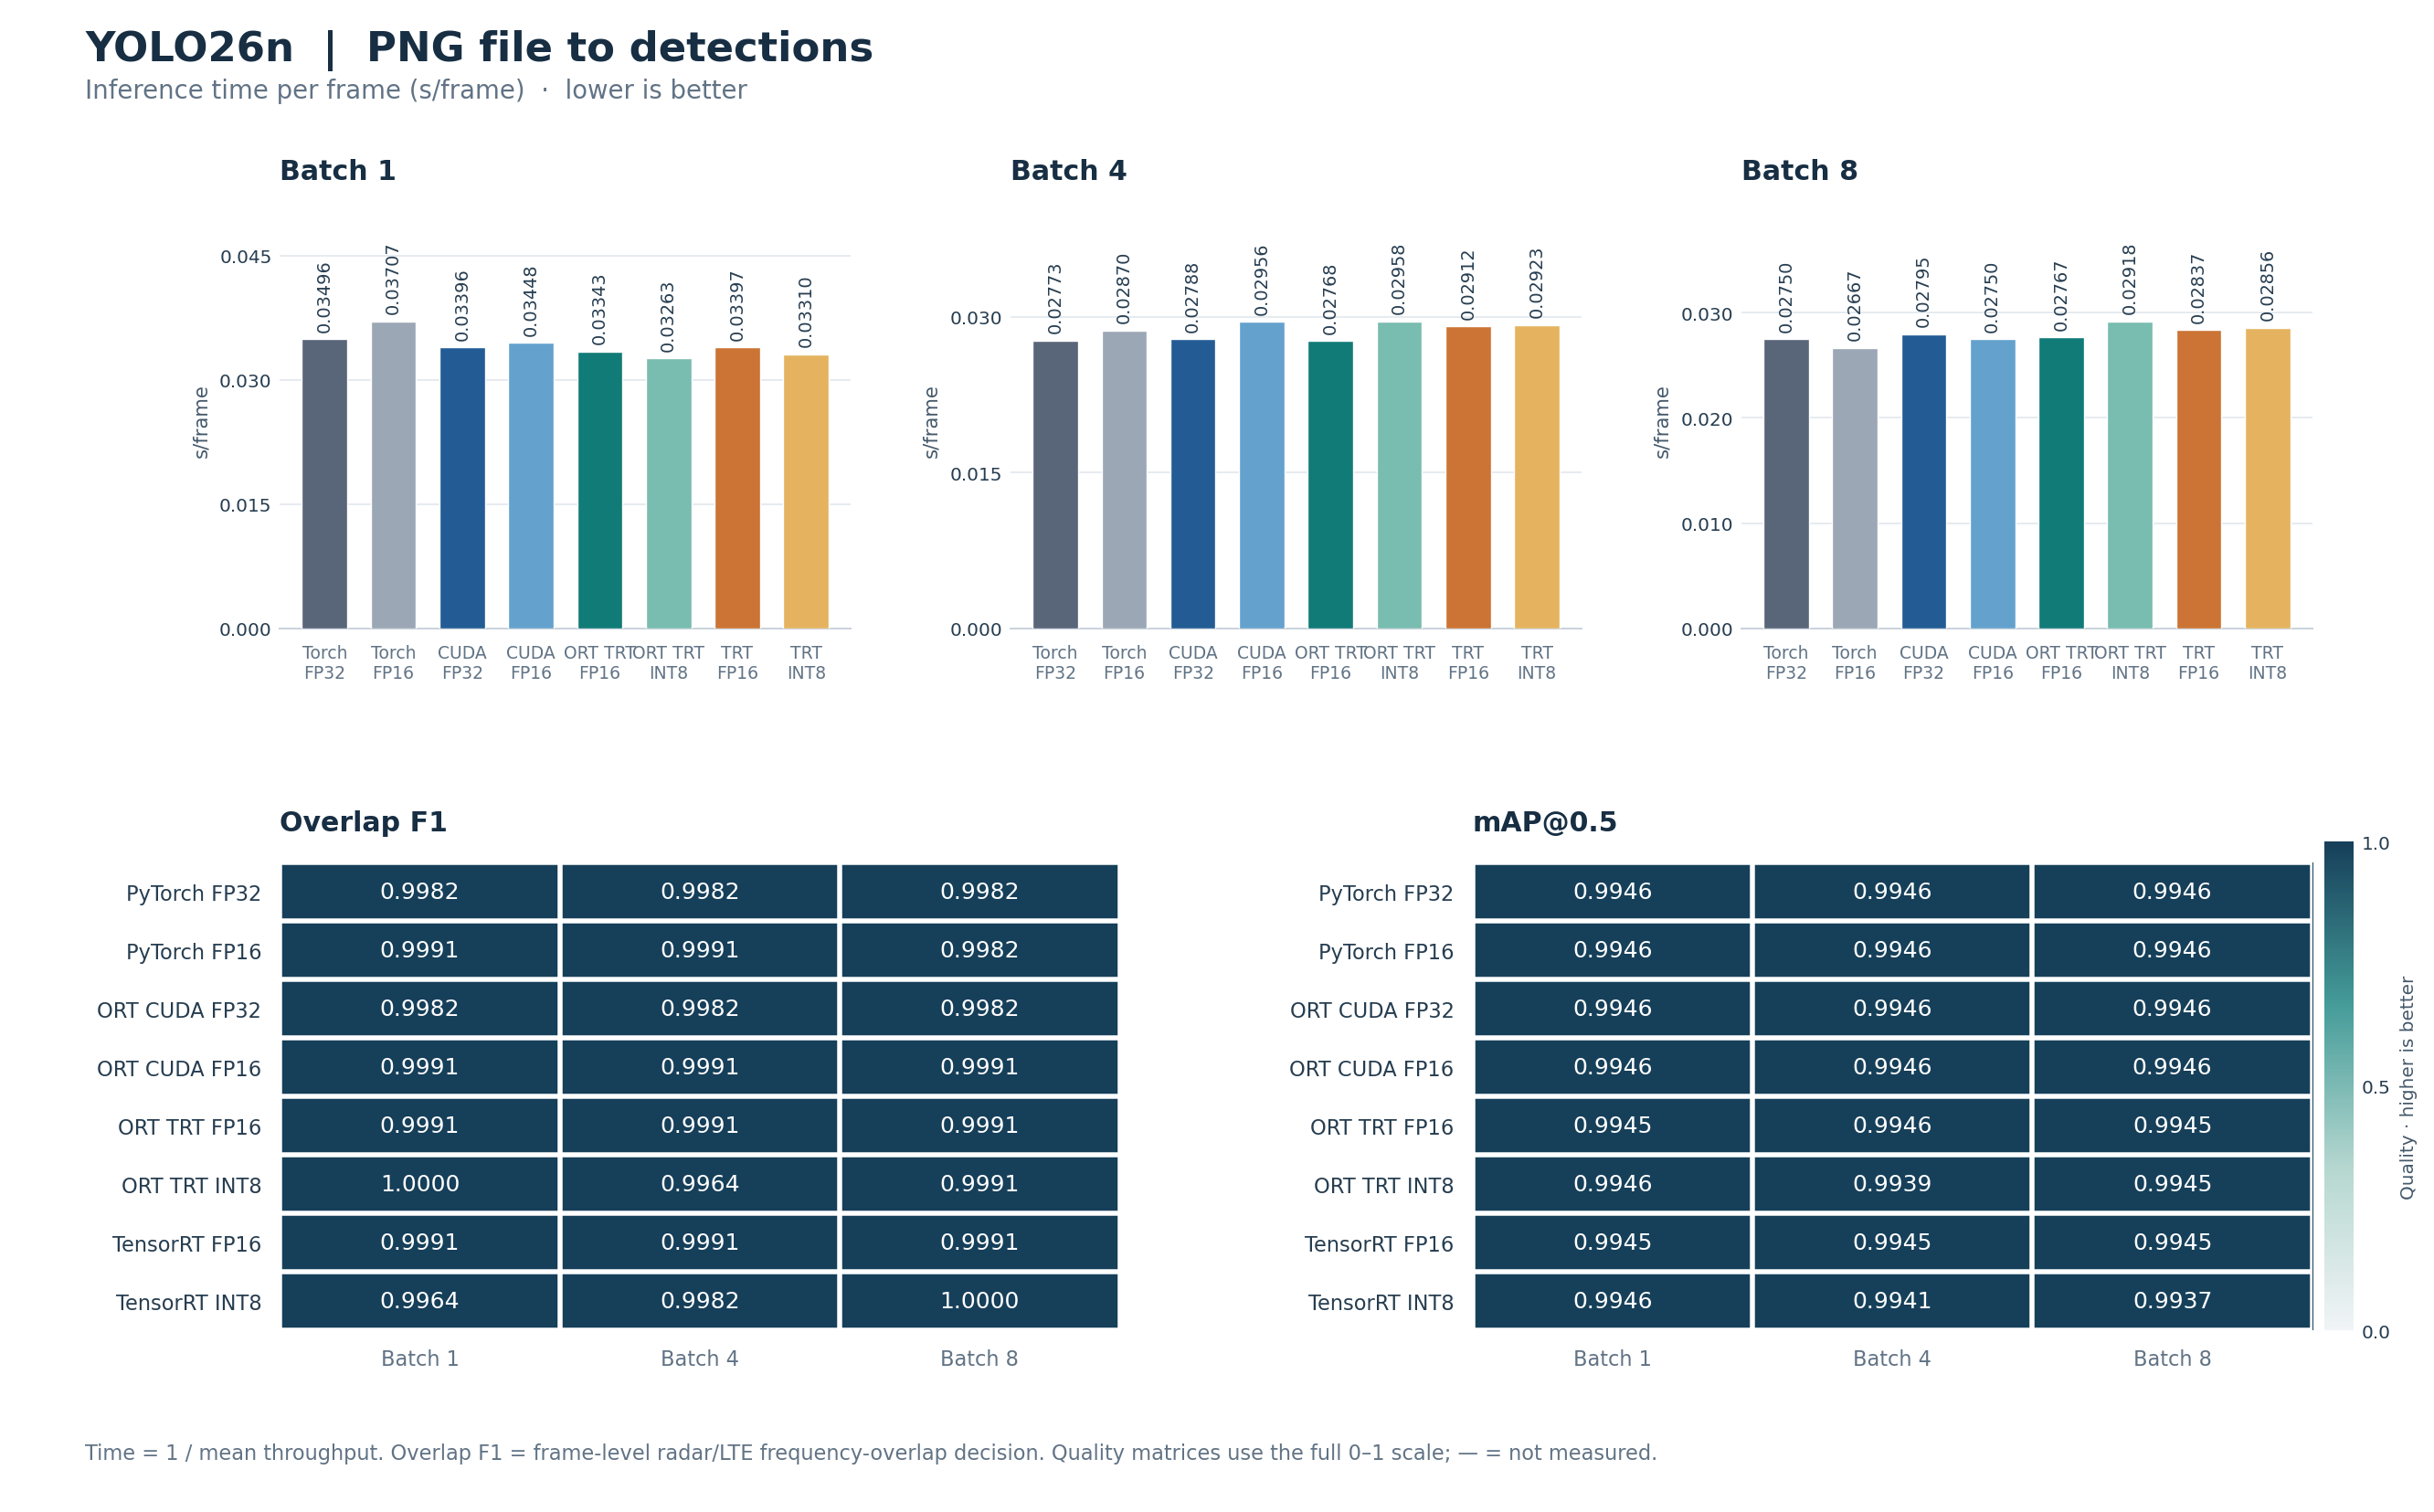 YOLO26n | PNG file to detections
Inference time per frame (s/frame) · lower is better
Batch 1
s/frame
0.045
0.030
0.015
0.000
0.03496
0.03707
0.03396
0.03448
0.03343
0.03263
0.03397
0.03310
Torch FP32
Torch FP16
CUDA FP32
CUDA FP16
ORT TRT FP16
ORT TRT INT8
TRT FP16
TRT INT8
Batch 4
s/frame
0.030
0.015
0.000
0.02773
0.02870
0.02788
0.02956
0.02768
0.02958
0.02912
0.02923
Torch FP32
Torch FP16
CUDA FP32
CUDA FP16
ORT TRT FP16
ORT TRT INT8
TRT FP16
TRT INT8
Batch 8
s/frame
0.030
0.020
0.010
0.000
0.02750
0.02667
0.02795
0.02750
0.02767
0.02918
0.02837
0.02856
Torch FP32
Torch FP16
CUDA FP32
CUDA FP16
ORT TRT FP16
ORT TRT INT8
TRT FP16
TRT INT8
Overlap F1
PyTorch FP32 0.9982 0.9982 0.9982
PyTorch FP16 0.9991 0.9991 0.9982
ORT CUDA FP32 0.9982 0.9982 0.9982
ORT CUDA FP16 0.9991 0.9991 0.9991
ORT TRT FP16 0.9991 0.9991 0.9991
ORT TRT INT8 1.0000 0.9964 0.9991
TensorRT FP16 0.9991 0.9991 0.9991
TensorRT INT8 0.9964 0.9982 1.0000
Batch 1 Batch 4 Batch 8
mAP@0.5
PyTorch FP32 0.9946 0.9946 0.9946
PyTorch FP16 0.9946 0.9946 0.9946
ORT CUDA FP32 0.9946 0.9946 0.9946
ORT CUDA FP16 0.9946 0.9946 0.9946
ORT TRT FP16 0.9945 0.9946 0.9945
ORT TRT INT8 0.9946 0.9939 0.9945
TensorRT FP16 0.9945 0.9945 0.9945
TensorRT INT8 0.9946 0.9941 0.9937
Batch 1 Batch 4 Batch 8
1.0
0.5
0.0
Quality · higher is better
Time = 1 / mean throughput. Overlap F1 = frame-level radar/LTE frequency-overlap decision. Quality matrices use the full 0–1 scale; — = not measured.